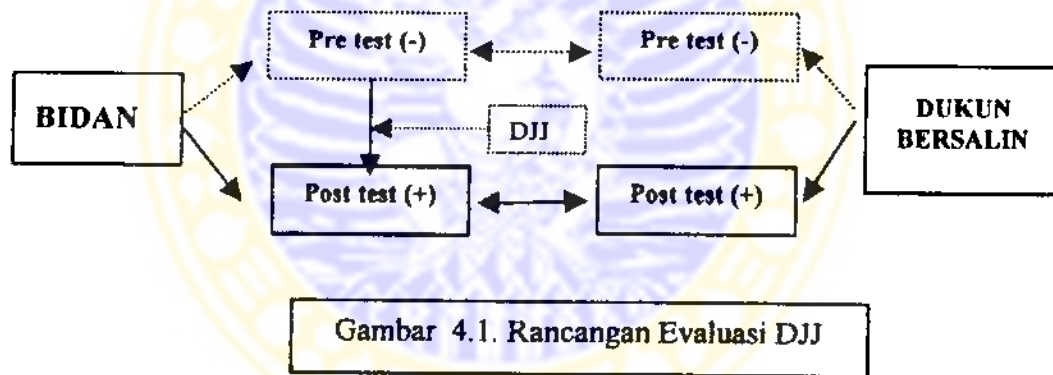 Pre test (-)
Pre test (-)
BIDAN
DJJ
DUKUN
BERSALIN
Post test (+)
Post test (+)
Gambar 4.1. Rancangan Evaluasi DJJ